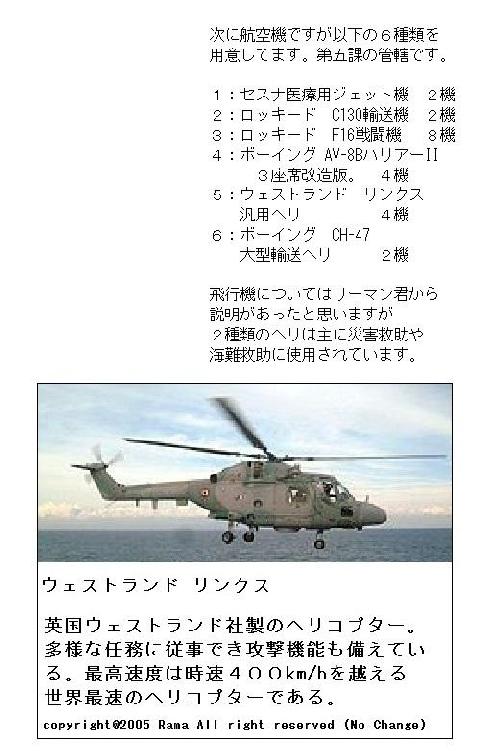 次に航空機ですが以下の６種類を
用意してます。第五課の管轄です。
１：セスナ医療用ジェット機　２機
２：ロッキード　C130輸送機　２機
３：ロッキード　F16戦闘機　８機
４：ボーイング AV-8BハリアーII
３座席改造版。　４機
５：ウェストランド　リンクス
汎用ヘリ　４機
６：ボーイング　CH-47
大型輸送ヘリ　２機
飛行機についてはリーマン君から
説明があったと思いますが
２種類のヘリは主に災害救助や
海難救助に使用されています。
ウェストランド リンクス
英国ウェストランド社製のヘリコプター。
多様な任務に従事でき攻撃機能も備えてい
る。最高速度は時速４００km/hを越える
世界最速のヘリコプターである。
copyright@2005 Rama All right reserved (No Change)